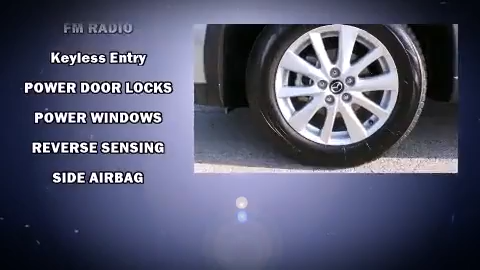 FM RADIO
Keyless Entry
POWER DOOR LOCKS
POWER WINDOWS
REVERSE SENSING
SIDE AIRBAG